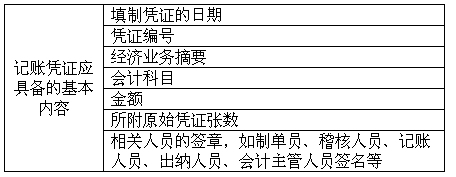 记账凭证应
具备的基本
内容
填制凭证的日期
凭证编号
经济业务摘要
会计科目
金额
所附原始凭证张数
相关人员的签章，如制单员、稽核人员、记账
人员、出纳人员、会计主管人员签名等